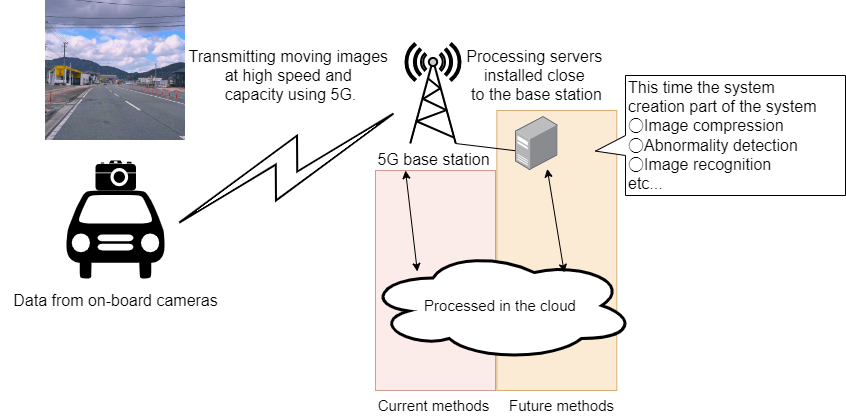 Transmitting moving images
at high speed and
capacity using 5G.
Processing servers
installed close
to the base station
This time the system
creation part of the system
○Image compression
○Abnormality detection
○Image recognition
etc...
5G base station
Data from on-board cameras
Processed in the cloud
Current methods
Future methods